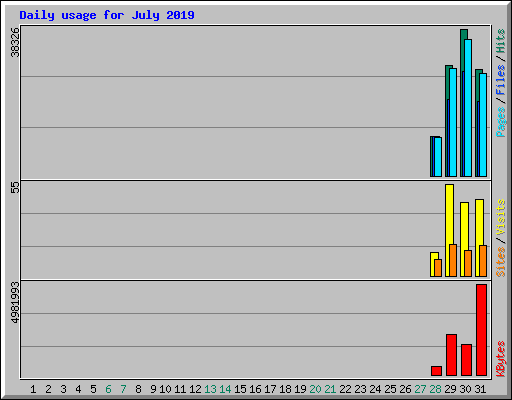 Daily usage for July 2019
38326
Pages / Files / Hits
55
Sites / Visits
4981993
KBytes
1 2 3 4 5 6 7 8 9 10 11 12 13 14 15 16 17 18 19 20 21 22 23 24 25 26 27 28 29 30 31